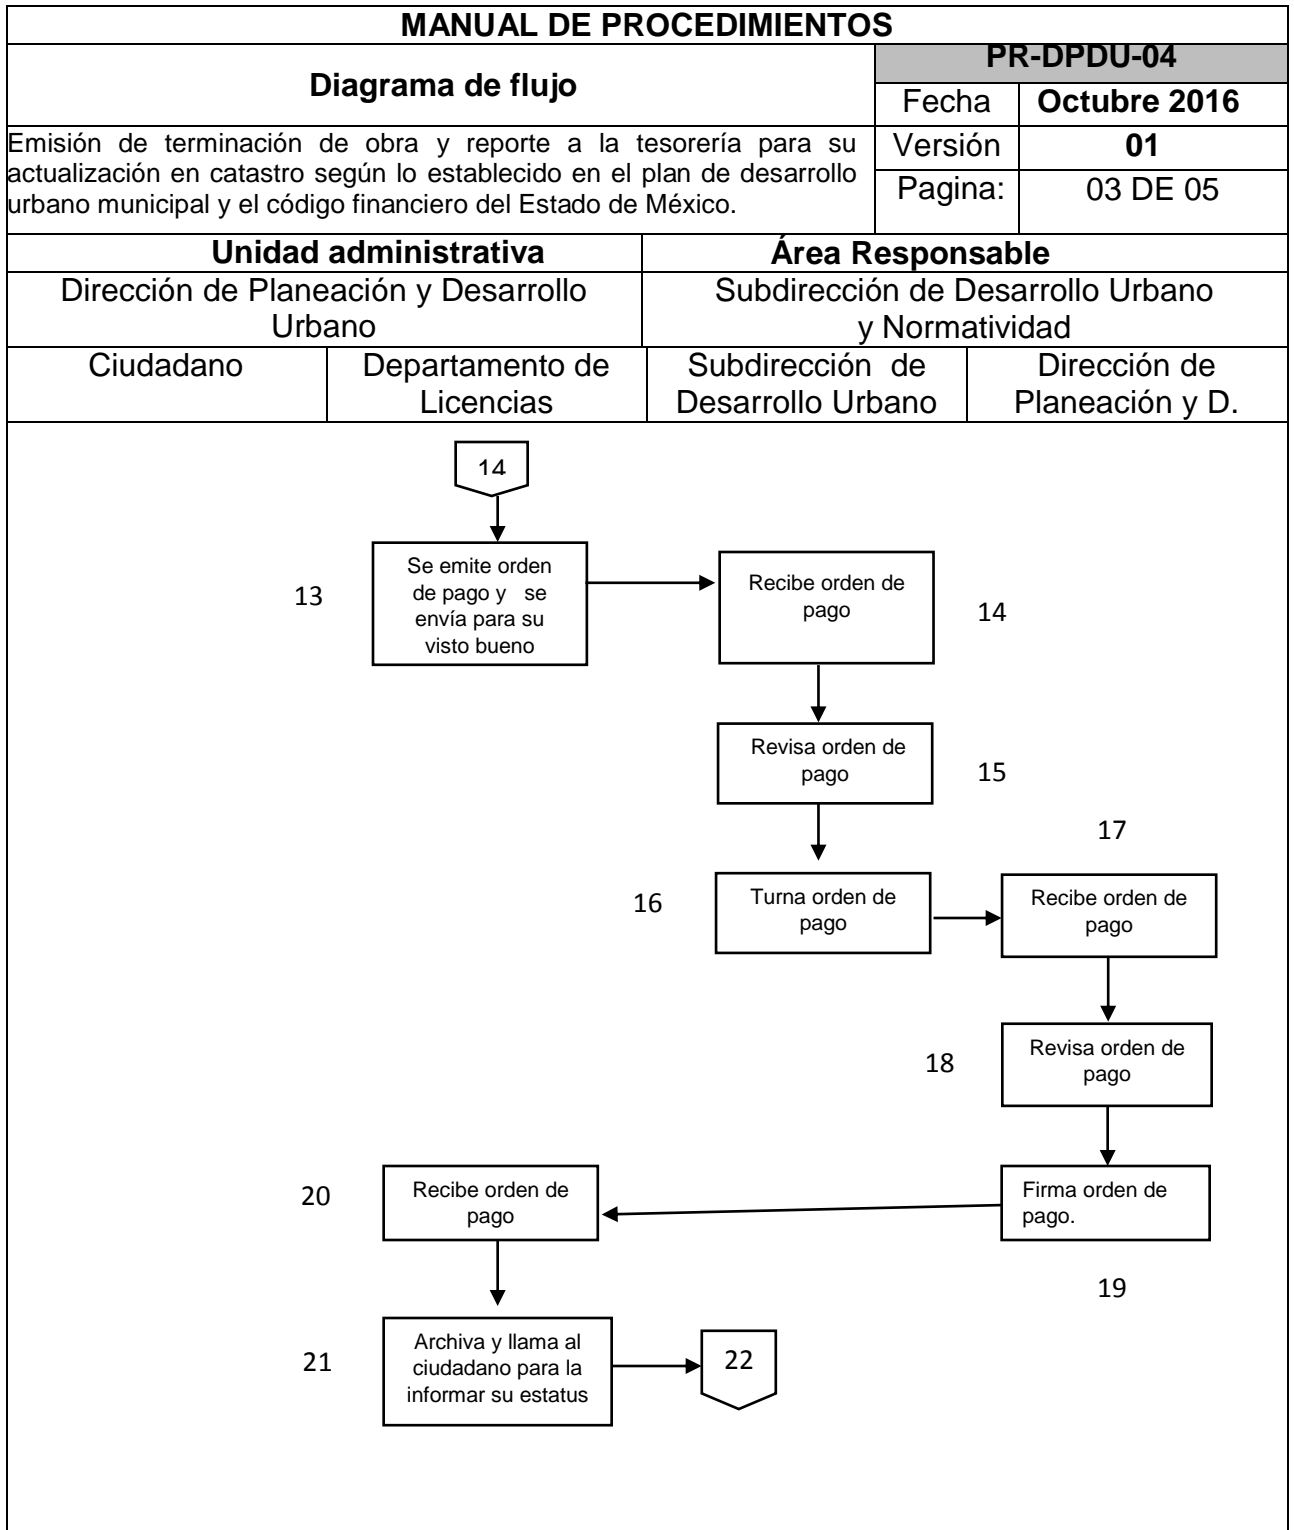 MANUAL DE PROCEDIMIENTOS
Diagrama de flujo
PR-DPDU-04
Fecha
Octubre 2016
Emisión de terminación de obra y reporte a la tesorería para su
actualización en catastro según lo establecido en el plan de desarrollo
urbano municipal y el código financiero del Estado de México.
Versión
01
Pagina:
03 DE 05
Unidad administrativa
Área Responsable
Dirección de Planeación y Desarrollo
Urbano
Subdirección de Desarrollo Urbano
y Normatividad
Ciudadano
Departamento de
Licencias
Subdirección de
Desarrollo Urbano
Dirección de
Planeación y D.
14
13
Se emite orden
de pago y se
envía para su
visto bueno
Recibe orden de
pago
14
Revisa orden de
pago
15
16
Turna orden de
pago
17
Recibe orden de
pago
18
Revisa orden de
pago
Firma orden de
pago.
19
20
Recibe orden de
pago
21
Archiva y llama al
ciudadano para la
informar su estatus
22